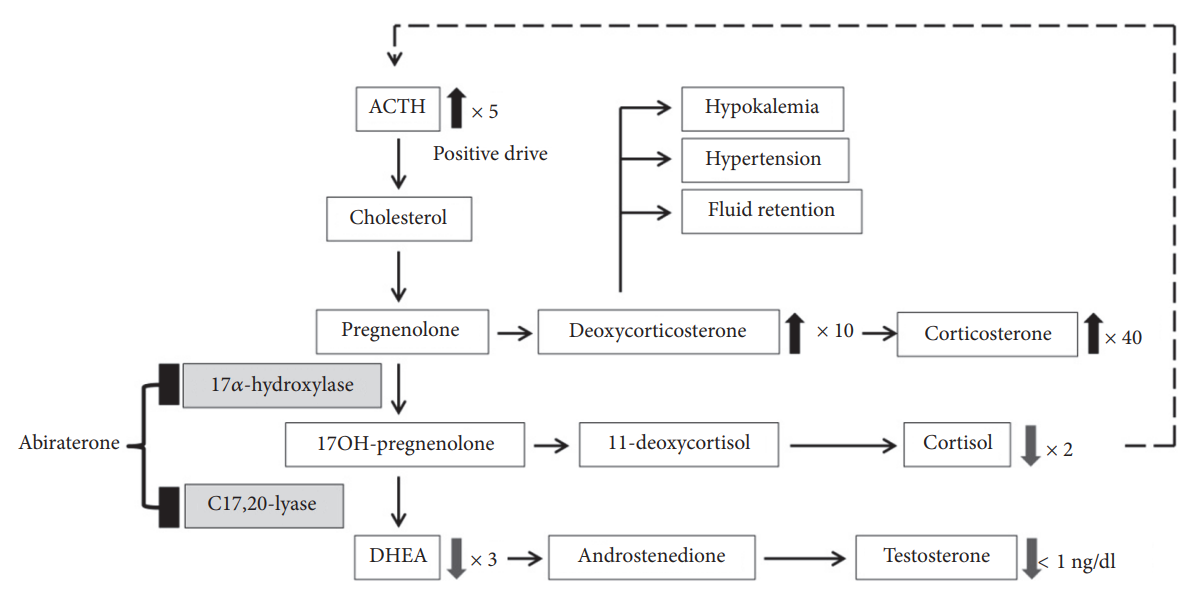 ACTH
× 5
Positive drive
Cholesterol
Hypokalemia
Hypertension
Fluid retention
Pregnenolone
Deoxycorticosterone
× 10
Corticosterone
× 40
Abiraterone
17α-hydroxylase
17OH-pregnenolone
11-deoxycortisol
Cortisol
× 2
C17,20-lyase
DHEA
× 3
Androstenedione
Testosterone
< 1 ng/dl